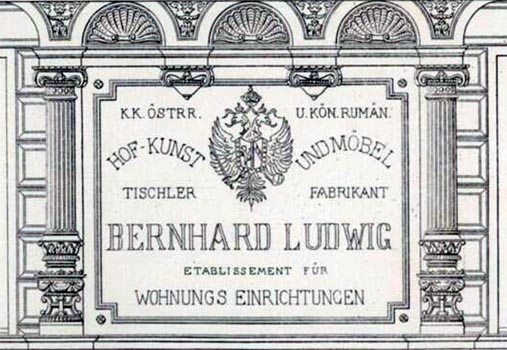 K.K. ÖSTRR. U. KÖN. RUMÄN.
HOF-KUNST UND MÖBEL
TISCHLER FABRIKANT
BERNHARD LUDWIG
ETABLISSEMENT FÜR
WOHNUNGS EINRICHTUNGEN